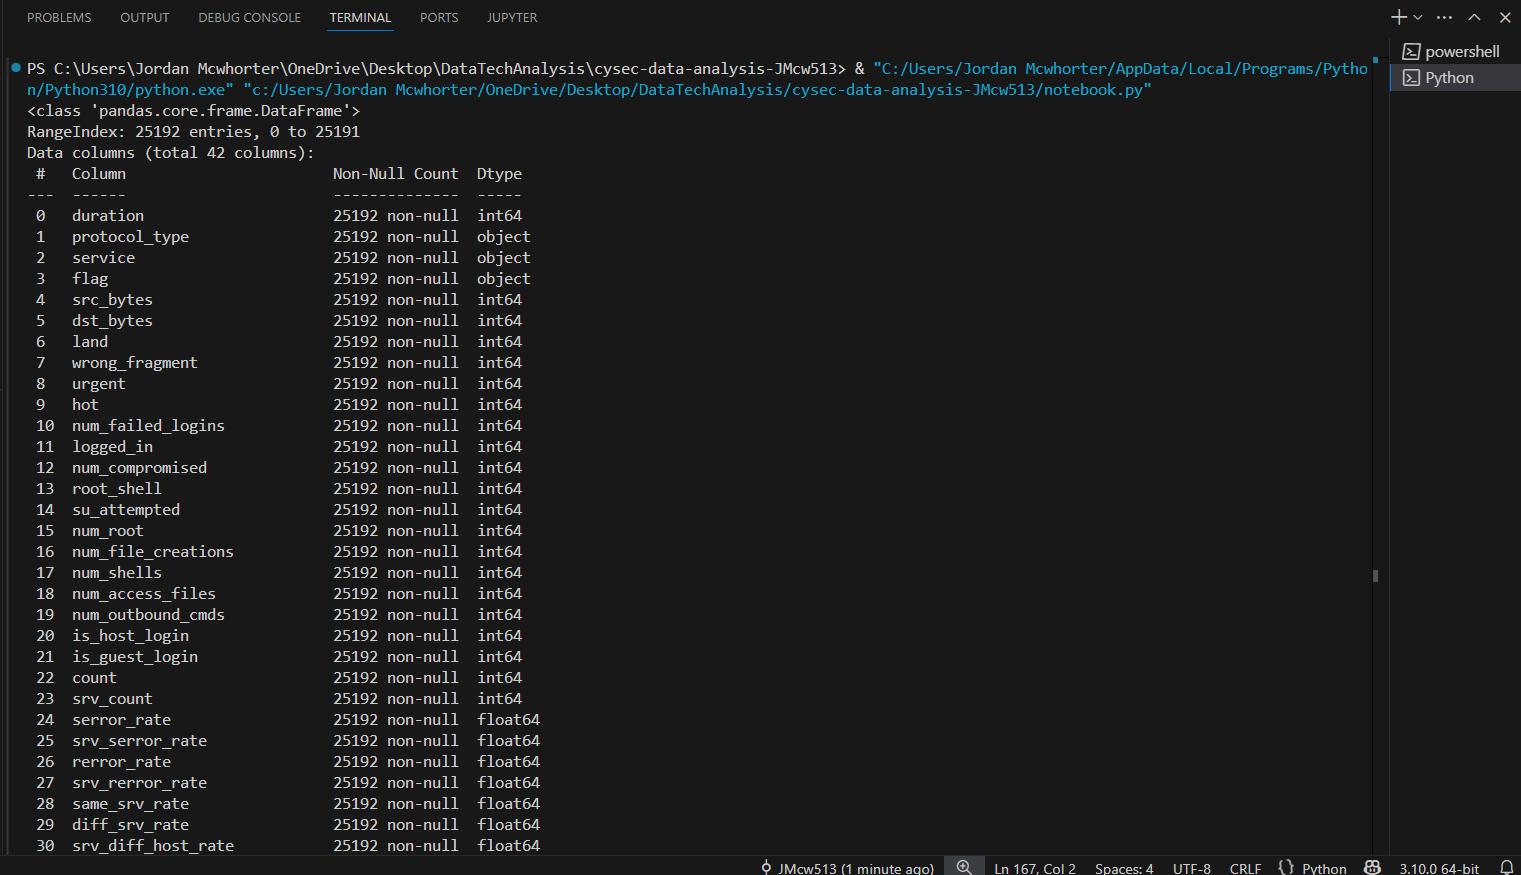 PROBLEMS OUTPUT DEBUG CONSOLE TERMINAL PORTS JUPYTER
powershell
Python
PS C:\Users\Jordan Mcwhorter\OneDrive\Desktop\DataTechAnalysis\cysec-data-analysis-JMcw513> & "C:/Users/Jordan Mcwhorter/AppData/Local/Programs/Pytho
n/Python310/python.exe" "c:/Users/Jordan Mcwhorter/OneDrive/Desktop/DataTechAnalysis/cysec-data-analysis-JMcw513/notebook.py"
<class 'pandas.core.frame.DataFrame'>
RangeIndex: 25192 entries, 0 to 25191
Data columns (total 42 columns):
# Column Non-Null Count Dtype
--- ------ -------------- -----
0 duration 25192 non-null int64
1 protocol_type 25192 non-null object
2 service 25192 non-null object
3 flag 25192 non-null object
4 src_bytes 25192 non-null int64
5 dst_bytes 25192 non-null int64
6 land 25192 non-null int64
7 wrong_fragment 25192 non-null int64
8 urgent 25192 non-null int64
9 hot 25192 non-null int64
10 num_failed_logins 25192 non-null int64
11 logged_in 25192 non-null int64
12 num_compromised 25192 non-null int64
13 root_shell 25192 non-null int64
14 su_attempted 25192 non-null int64
15 num_root 25192 non-null int64
16 num_file_creations 25192 non-null int64
17 num_shells 25192 non-null int64
18 num_access_files 25192 non-null int64
19 num_outbound_cmds 25192 non-null int64
20 is_host_login 25192 non-null int64
21 is_guest_login 25192 non-null int64
22 count 25192 non-null int64
23 srv_count 25192 non-null int64
24 serror_rate 25192 non-null float64
25 srv_serror_rate 25192 non-null float64
26 rerror_rate 25192 non-null float64
27 srv_rerror_rate 25192 non-null float64
28 same_srv_rate 25192 non-null float64
29 diff_srv_rate 25192 non-null float64
30 srv_diff_host_rate 25192 non-null float64
JMcw513 (1 minute ago) Ln 167, Col 2 Spaces: 4 UTF-8 CRLF {} Python 3.10.0 64-bit